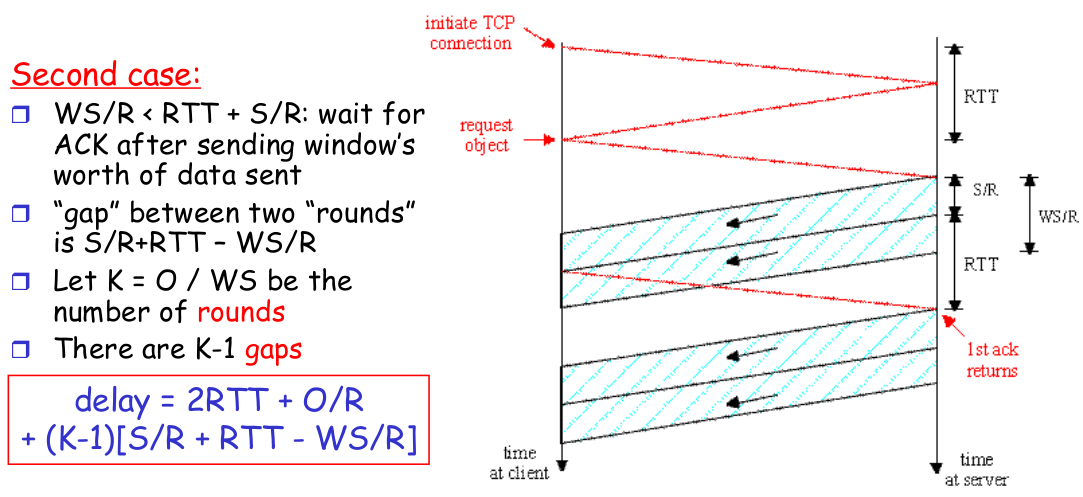 Second case:
WS/R < RTT + S/R: wait for
ACK after sending window’s
worth of data sent
“gap” between two “rounds”
is S/R+RTT – WS/R
Let K = O / WS be the
number of rounds
There are K-1 gaps
delay = 2RTT + O/R
+ (K-1)[S/R + RTT - WS/R]
initiate TCP
connection
RTT
request
object
S/R
WS/R
RTT
1st ack
returns
time
at client
time
at server